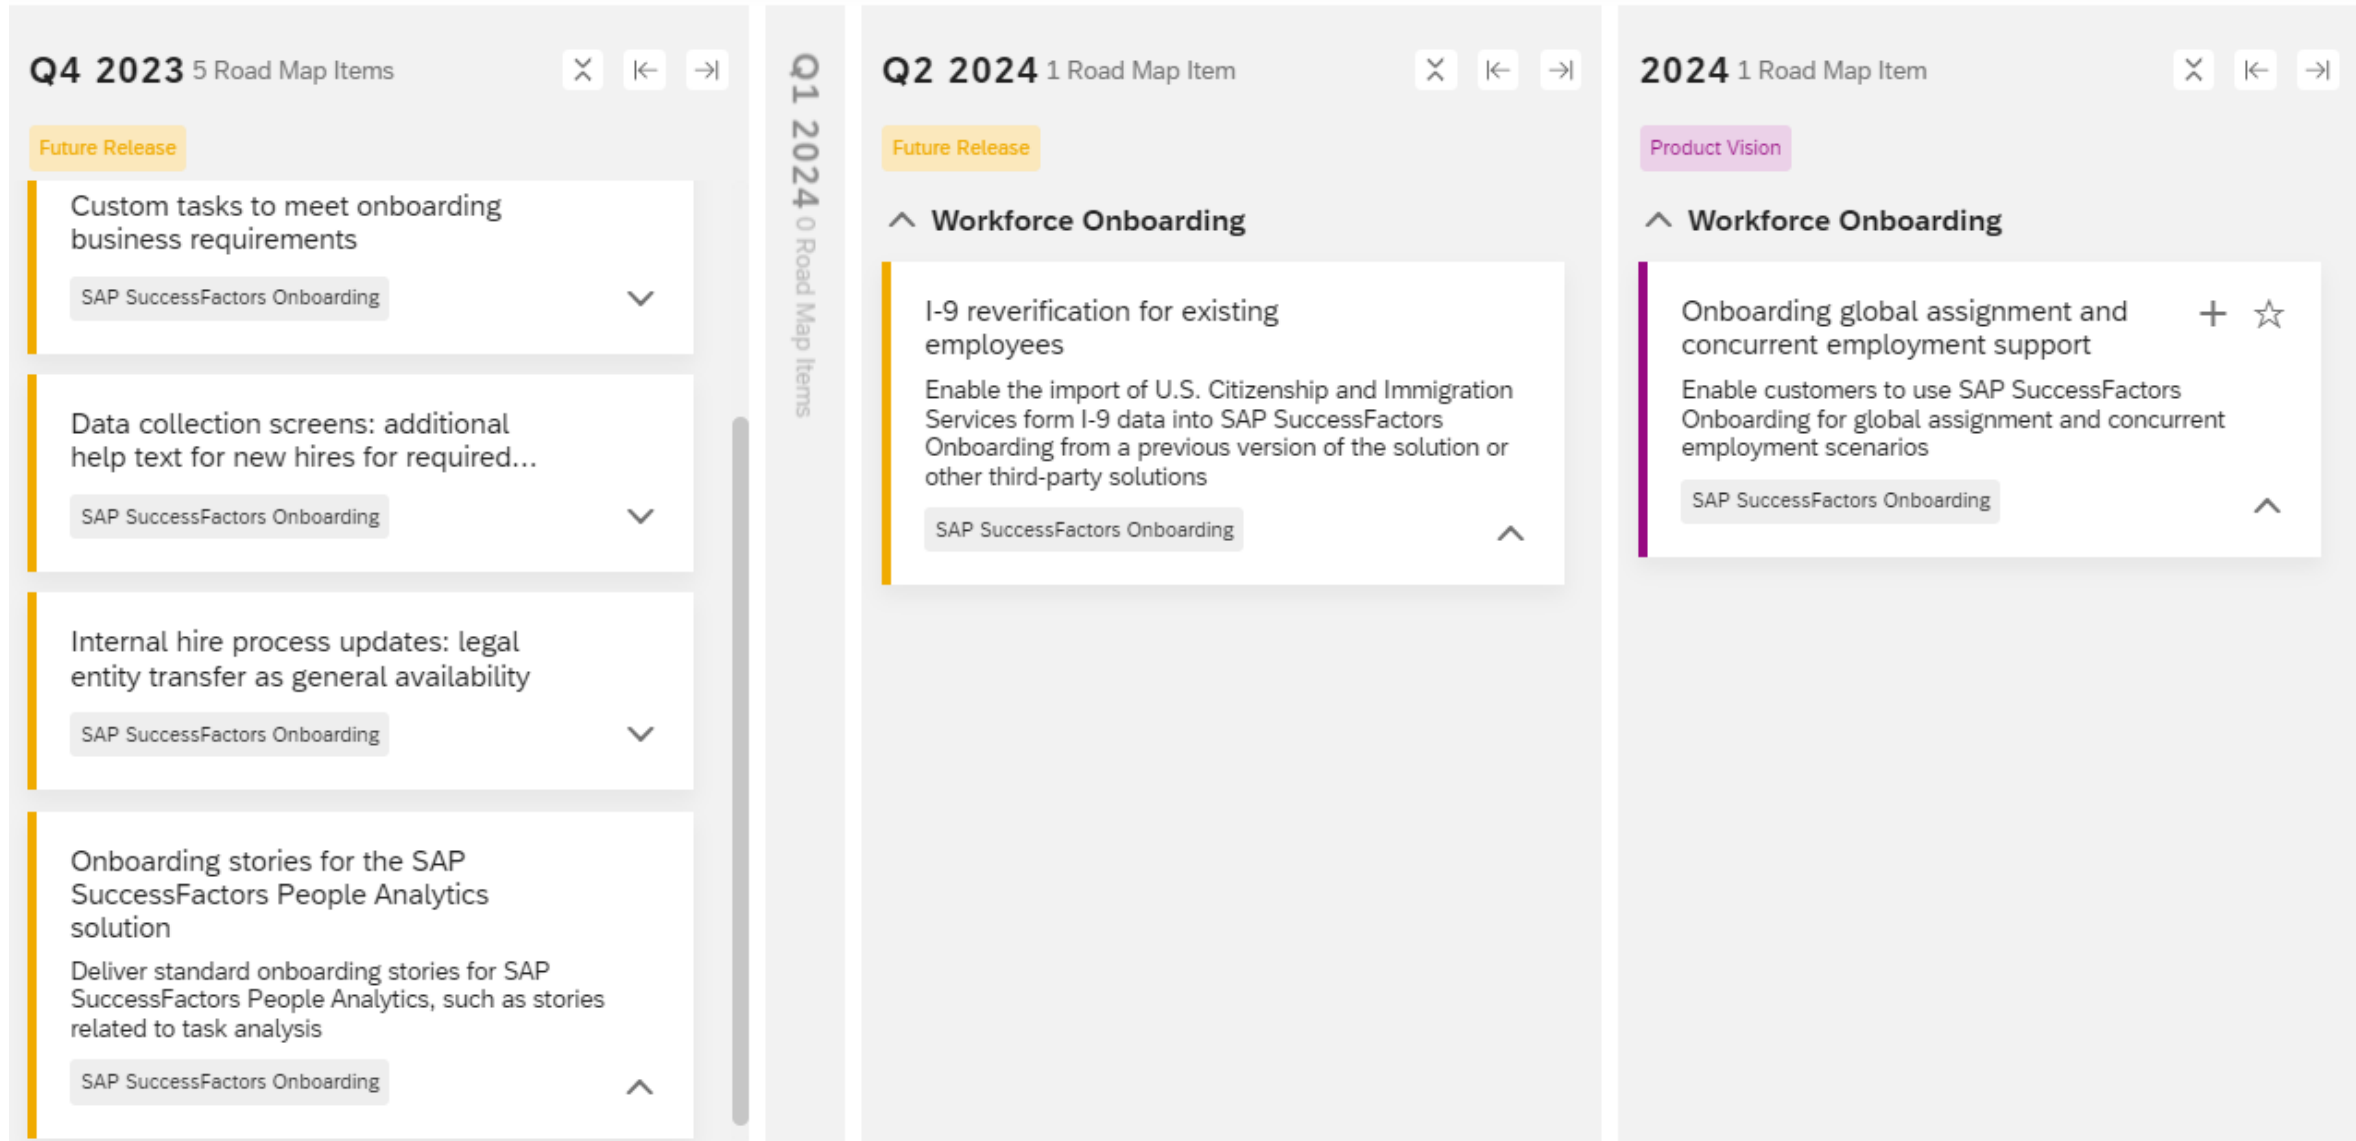 Q4 2023 5 Road Map Items
Future Release
Custom tasks to meet onboarding
business requirements
SAP SuccessFactors Onboarding
Data collection screens: additional
help text for new hires for required...
SAP SuccessFactors Onboarding
Internal hire process updates: legal
entity transfer as general availability
SAP SuccessFactors Onboarding
Onboarding stories for the SAP
SuccessFactors People Analytics
solution
Deliver standard onboarding stories for SAP
SuccessFactors People Analytics, such as stories
related to task analysis
SAP SuccessFactors Onboarding
Q1 2024 0 Road Map Items
Q2 2024 1 Road Map Item
Future Release
Workforce Onboarding
I-9 reverification for existing
employees
Enable the import of U.S. Citizenship and Immigration
Services form I-9 data into SAP SuccessFactors
Onboarding from a previous version of the solution or
other third-party solutions
SAP SuccessFactors Onboarding
2024 1 Road Map Item
Product Vision
Workforce Onboarding
Onboarding global assignment and
concurrent employment support
Enable customers to use SAP SuccessFactors
Onboarding for global assignment and concurrent
employment scenarios
SAP SuccessFactors Onboarding